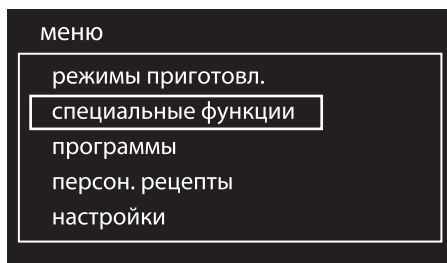 меню
режимы приготовл.
специальные функции
программы
персон. рецепты
настройки